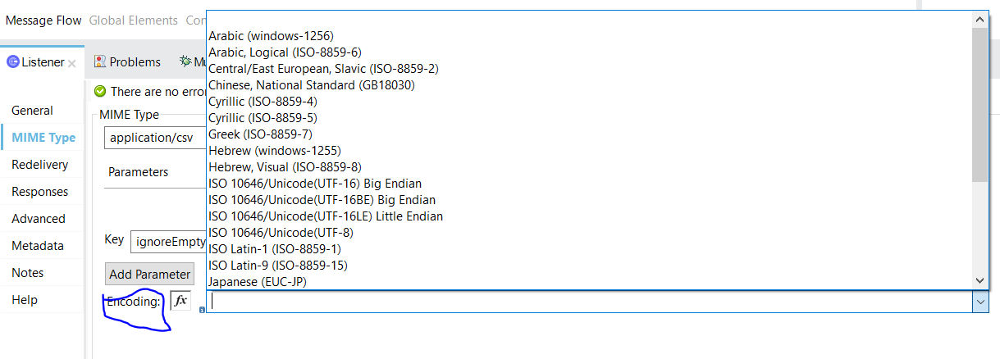 Message Flow Global Elements Con
Listener
Problems
Mu
There are no erro
General
MIME Type
Redelivery
Responses
Advanced
Metadata
Notes
Help
MIME Type
application/csv
Parameters
Key ignoreEmpty
Add Parameter
Encoding: fx
Arabic (windows-1256)
Arabic, Logical (ISO-8859-6)
Central/East European, Slavic (ISO-8859-2)
Chinese, National Standard (GB18030)
Cyrillic (ISO-8859-4)
Cyrillic (ISO-8859-5)
Greek (ISO-8859-7)
Hebrew (windows-1255)
Hebrew, Visual (ISO-8859-8)
ISO 10646/Unicode(UTF-16) Big Endian
ISO 10646/Unicode(UTF-16BE) Big Endian
ISO 10646/Unicode(UTF-16LE) Little Endian
ISO 10646/Unicode(UTF-8)
ISO Latin-1 (ISO-8859-1)
ISO Latin-9 (ISO-8859-15)
Japanese (EUC-JP)